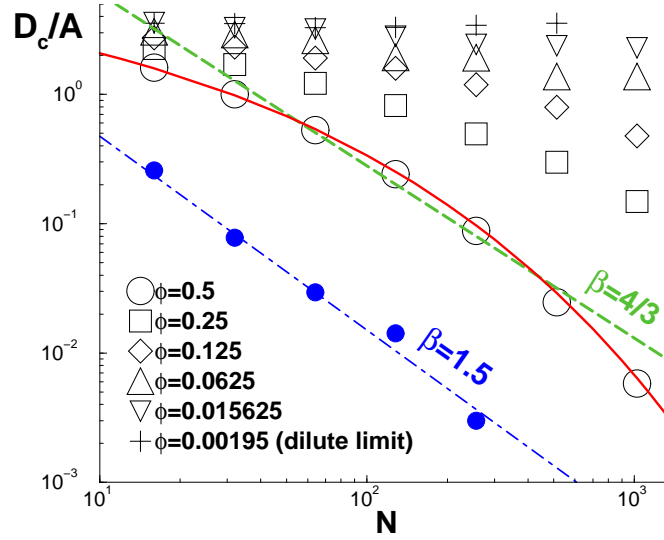 D_c/A
10^0
10^{-1}
10^{-2}
10^{-3}
ϕ=0.5
ϕ=0.25
ϕ=0.125
ϕ=0.0625
ϕ=0.015625
ϕ=0.00195 (dilute limit)
β=4/3
β=1.5
10^1
10^2
10^3
N